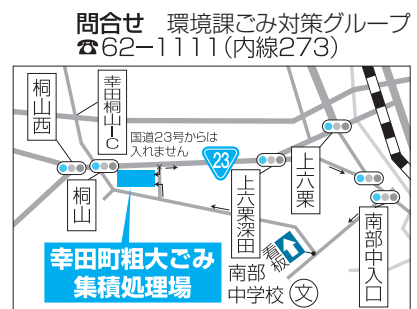 問合せ　環境課ごみ対策グループ
☎62−1111(内線273)
桐山西
幸田桐山IC
国道23号からは
入れません
23
上六栗
桐山
上六栗深田
南部中入口
看板
幸田町粗大ごみ
集積処理場
南部
中学校
文